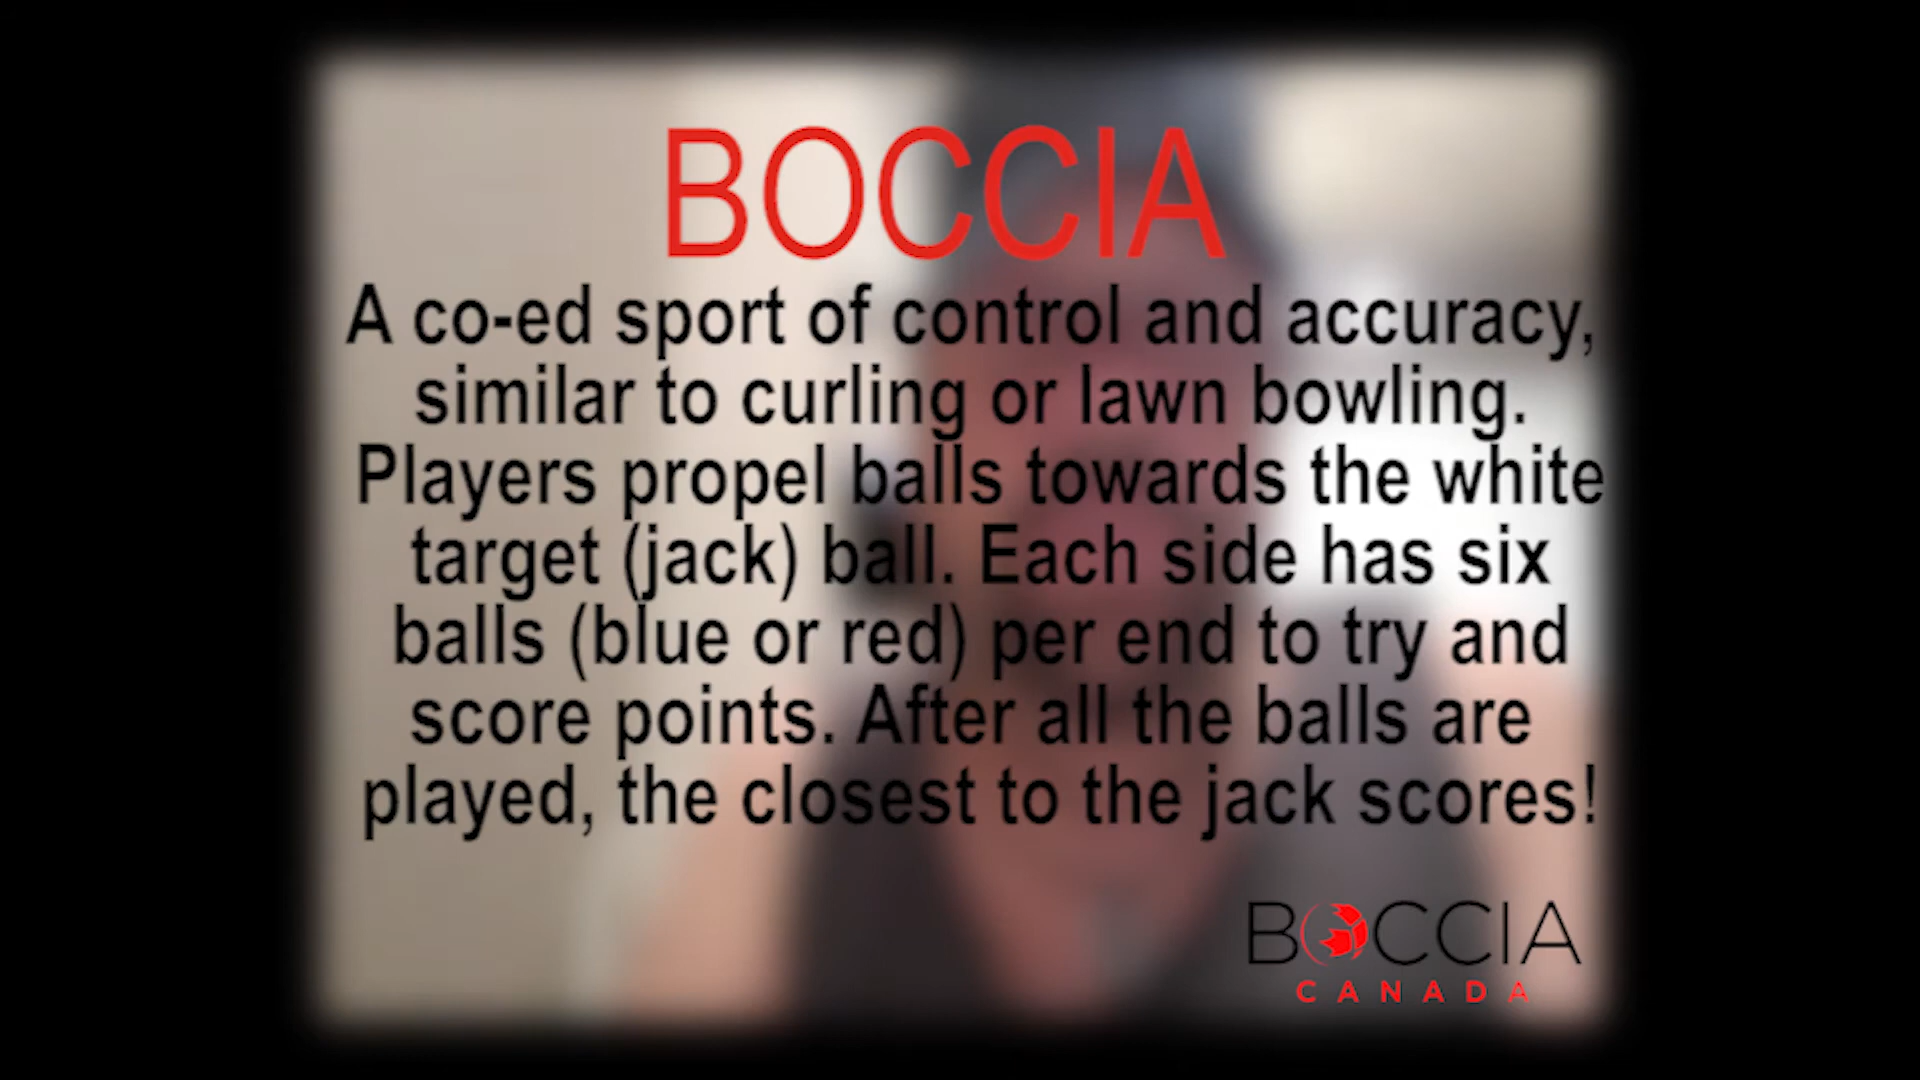 BOCCIA
A co-ed sport of control and accuracy,
similar to curling or lawn bowling.
Players propel balls towards the white
target (jack) ball. Each side has six
balls (blue or red) per end to try and
score points. After all the balls are
played, the closest to the jack scores!
BOCCIA
CANADA